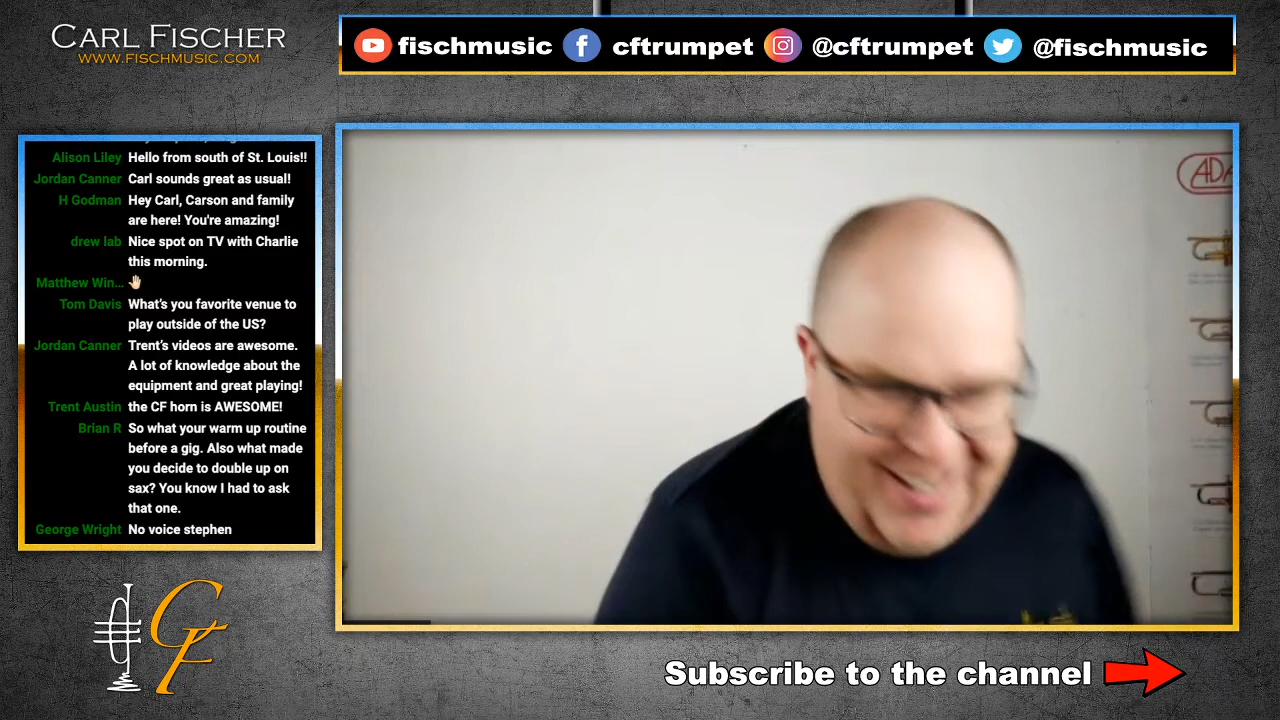 CARL FISCHER
WWW.FISCHMUSIC.COM
fischmusic
cftrumpet
@cftrumpet
@fischmusic
Alison Liley Hello from south of St. Louis!!
Jordan Canner Carl sounds great as usual!
H Godman Hey Carl, Carson and family
are here! You're amazing!
drew lab Nice spot on TV with Charlie
this morning.
Matthew Win... 🤚🏻
Tom Davis What's you favorite venue to
play outside of the US?
Jordan Canner Trent's videos are awesome.
A lot of knowledge about the
equipment and great playing!
Trent Austin the CF horn is AWESOME!
Brian R So what your warm up routine
before a gig. Also what made
you decide to double up on
sax? You know I had to ask
that one.
George Wright No voice stephen
ADA
CF
Subscribe to the channel